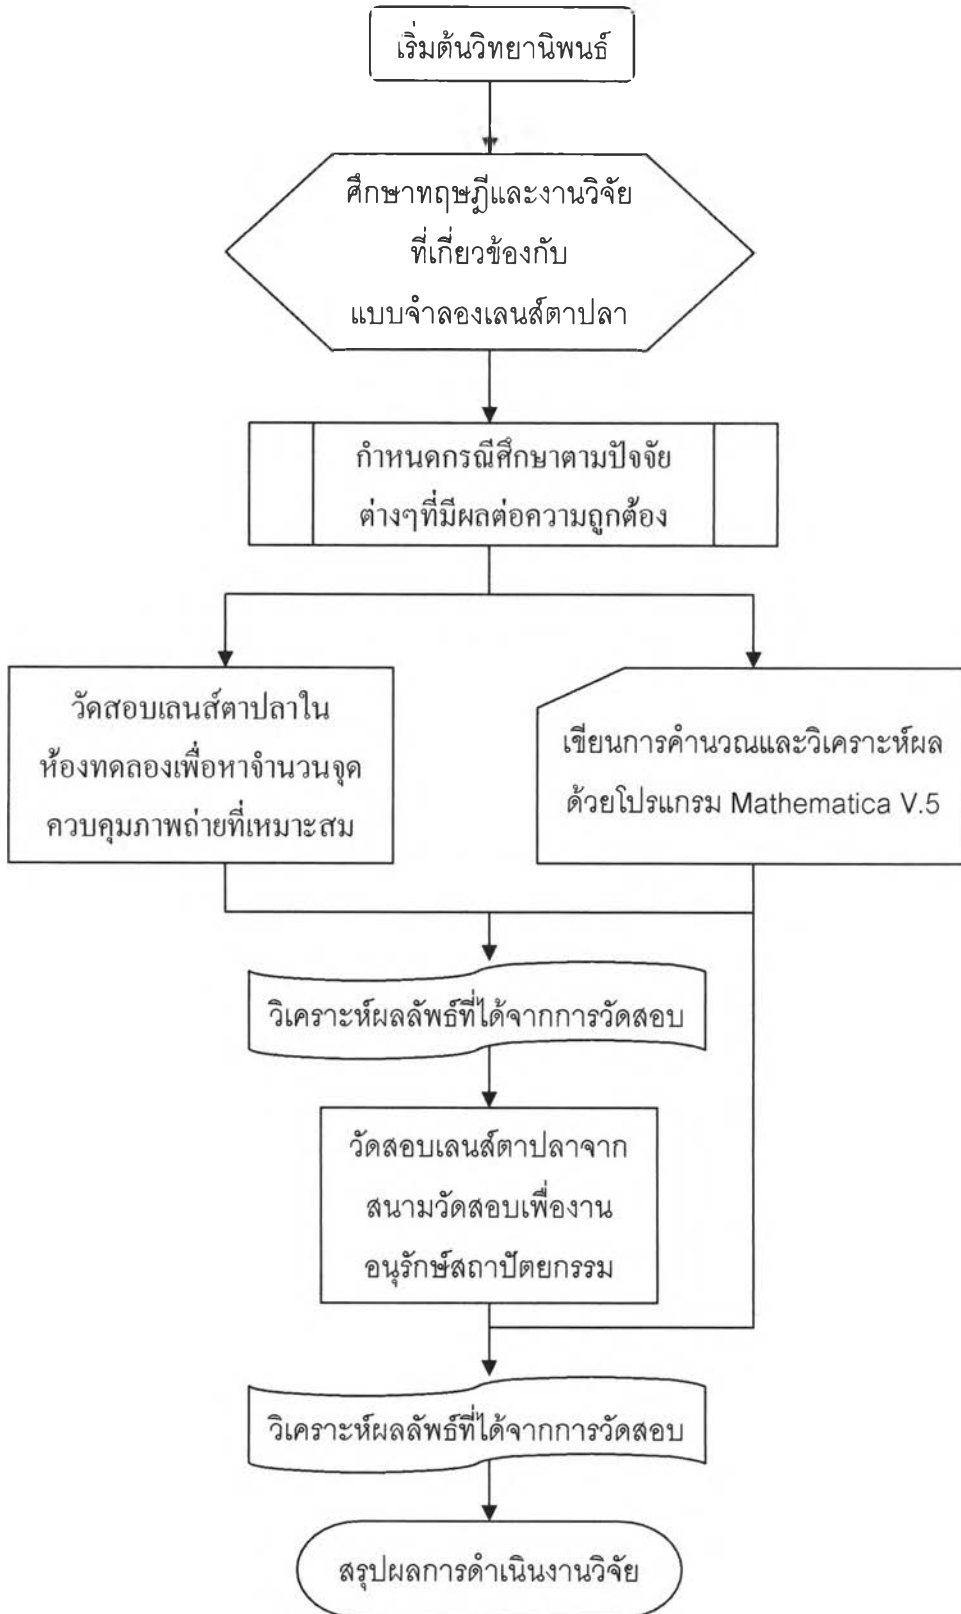 เริ่มต้นวิทยานิพนธ์
ศึกษาทฤษฎีและงานวิจัย
ที่เกี่ยวข้องกับ
แบบจำลองเลนส์ตาปลา
กำหนดกรณีศึกษาตามปัจจัย
ต่างๆที่มีผลต่อความถูกต้อง
วัดสอบเลนส์ตาปลาใน
ห้องทดลองเพื่อหาจำนวนจุด
ควบคุมภาพถ่ายที่เหมาะสม
เขียนการคำนวณและวิเคราะห์ผล
ด้วยโปรแกรม Mathematica V.5
วิเคราะห์ผลลัพธ์ที่ได้จากการวัดสอบ
วัดสอบเลนส์ตาปลาจาก
สนามวัดสอบเพื่องาน
อนุรักษ์สถาปัตยกรรม
วิเคราะห์ผลลัพธ์ที่ได้จากการวัดสอบ
สรุปผลการดำเนินงานวิจัย